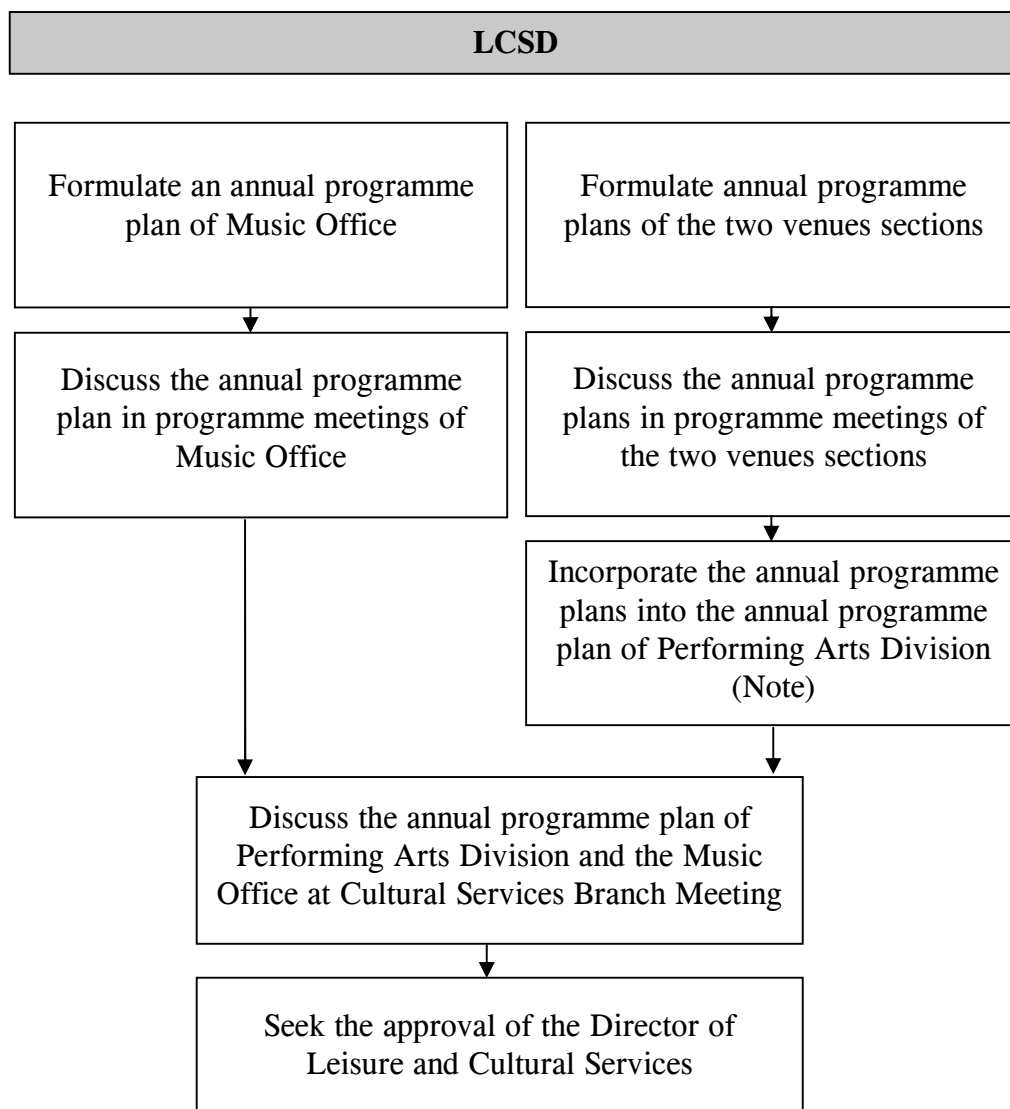 LCSD
Formulate an annual programme
plan of Music Office
Formulate annual programme
plans of the two venues sections
Discuss the annual programme
plan in programme meetings of
Music Office
Discuss the annual programme
plans in programme meetings of
the two venues sections
Incorporate the annual programme
plans into the annual programme
plan of Performing Arts Division
(Note)
Discuss the annual programme plan of
Performing Arts Division and the Music
Office at Cultural Services Branch Meeting
Seek the approval of the Director of
Leisure and Cultural Services